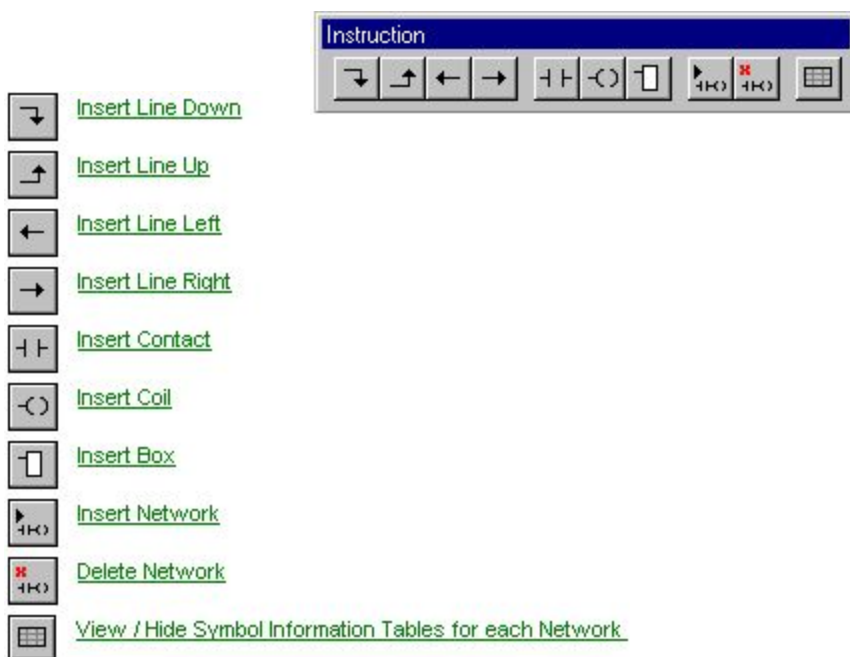 Instruction
Insert Line Down
Insert Line Up
Insert Line Left
Insert Line Right
Insert Contact
Insert Coil
Insert Box
Insert Network
Delete Network
View / Hide Symbol Information Tables for each Network